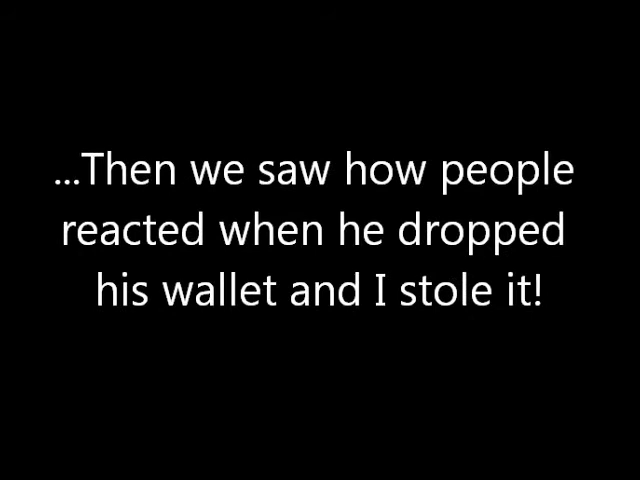 ...Then we saw how people
reacted when he dropped
his wallet and I stole it!